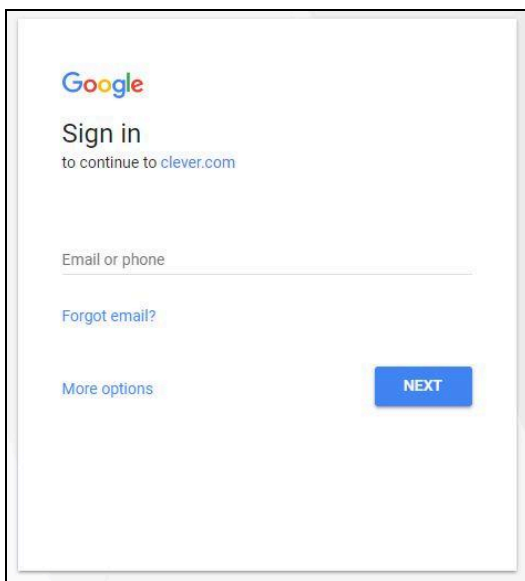 Google
Sign in
to continue to clever.com
Email or phone
Forgot email?
More options
NEXT